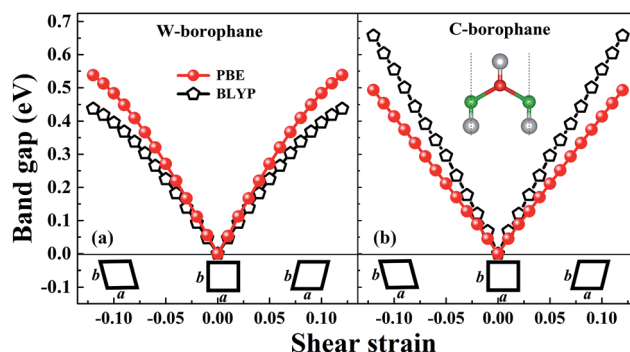 W-borophane
C-borophane
PBE
BLYP
Band gap (eV)
0.7
0.6
0.5
0.4
0.3
0.2
0.1
0.0
-0.1
(a)
(b)
b
a
b
a
b
a
b
a
b
a
b
a
-0.10 -0.05 0.00 0.05 0.10
-0.10 -0.05 0.00 0.05 0.10
Shear strain